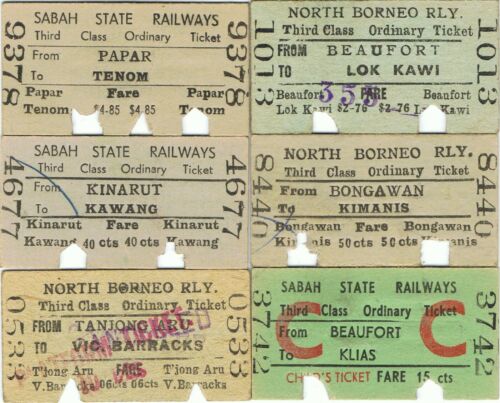 9378
SABAH STATE RAILWAYS
Third Class Ordinary Ticket
From PAPAR
To TENOM
Papar Fare Papar
Tenom $4-85 $4-85 Tenom
9378
1013
NORTH BORNEO RLY.
Third Class Ordinary Ticket
FROM BEAUFORT
TO LOK KAWI
Beaufort FARE Beaufort
Lok Kawi $2-76 $2-76 Lok Kawi
1013
4677
SABAH STATE RAILWAYS
Third Class Ordinary Ticket
From KINARUT
To KAWANG
Kinarut Fare Kinarut
Kawang 40 cts 40 cts Kawang
4677
8440
NORTH BORNEO RLY.
Third Class Ordinary Ticket
From BONGAWAN
To KIMANIS
Bongawan Fare Bongawan
Kimanis 50 cts 50 cts Kimanis
8440
0533
NORTH BORNEO RLY.
Third Class Ordinary Ticket
FROM TANJONG ARU
TO VIC. BARRACKS
T'jong Aru FARE T'jong Aru
V.Barracks 06cts 06cts V.Barracks
0533
3742
SABAH STATE RAILWAYS
Third Class Ordinary Ticket
From BEAUFORT
To KLIAS
C C
CHILD'S TICKET FARE 15 cts
3742